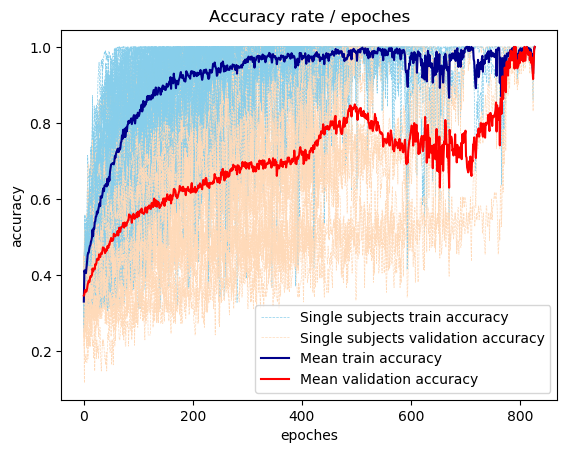 Accuracy rate / epoches
1.0
0.8
0.6
0.4
0.2
accuracy
0
200
400
600
800
epoches
Single subjects train accuracy
Single subjects validation accuracy
Mean train accuracy
Mean validation accuracy